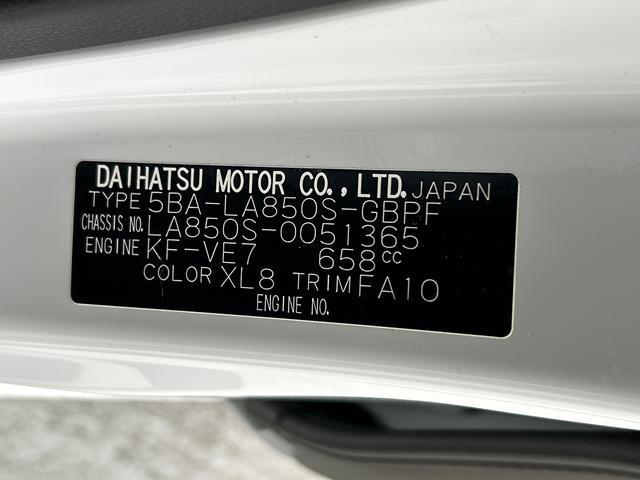 DAIHATSU MOTOR CO., LTD. JAPAN
TYPE 5BA-LA850S-GBPF
CHASSIS NO. LA850S-0051365
ENGINE KF-VE7 658cc
COLOR XL8 TRIM FA10
ENGINE NO.